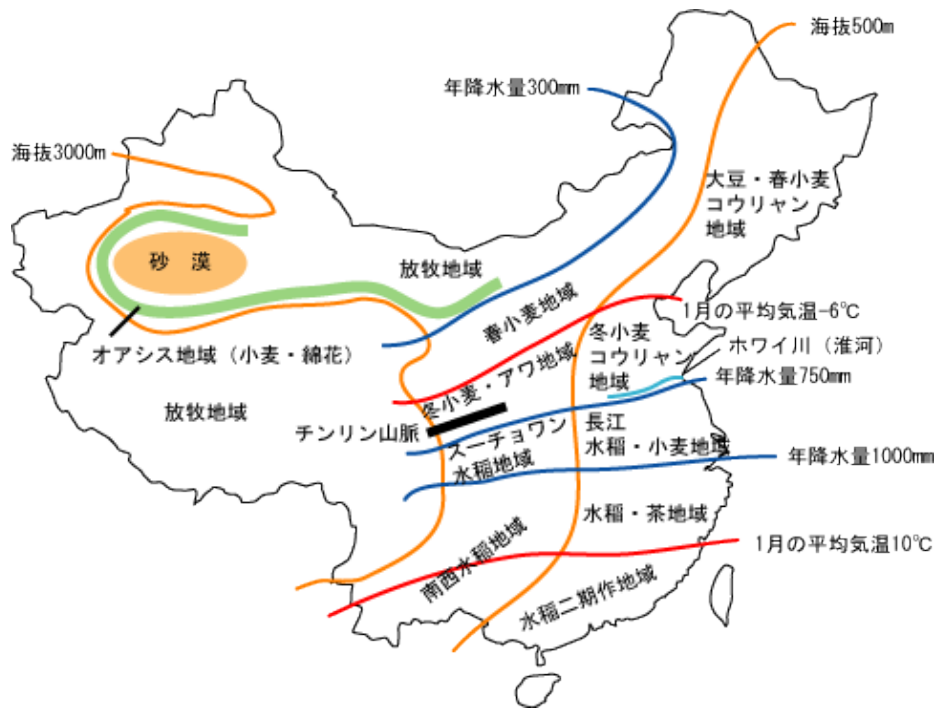 海抜500m
年降水量300mm
海抜3000m
大豆・春小麦
コウリャン
地域
砂 漠
放牧地域
春小麦地域
1月の平均気温-6℃
冬小麦
コウリャン
地域
ホワイ川（淮河）
オアシス地域（小麦・綿花）
年降水量750mm
冬小麦・アワ地域
放牧地域
チンリン山脈
スーチョワン
水稲地域
長江
水稲・小麦地域
年降水量1000mm
水稲・茶地域
1月の平均気温10℃
南西水稲地域
水稲二期作地域